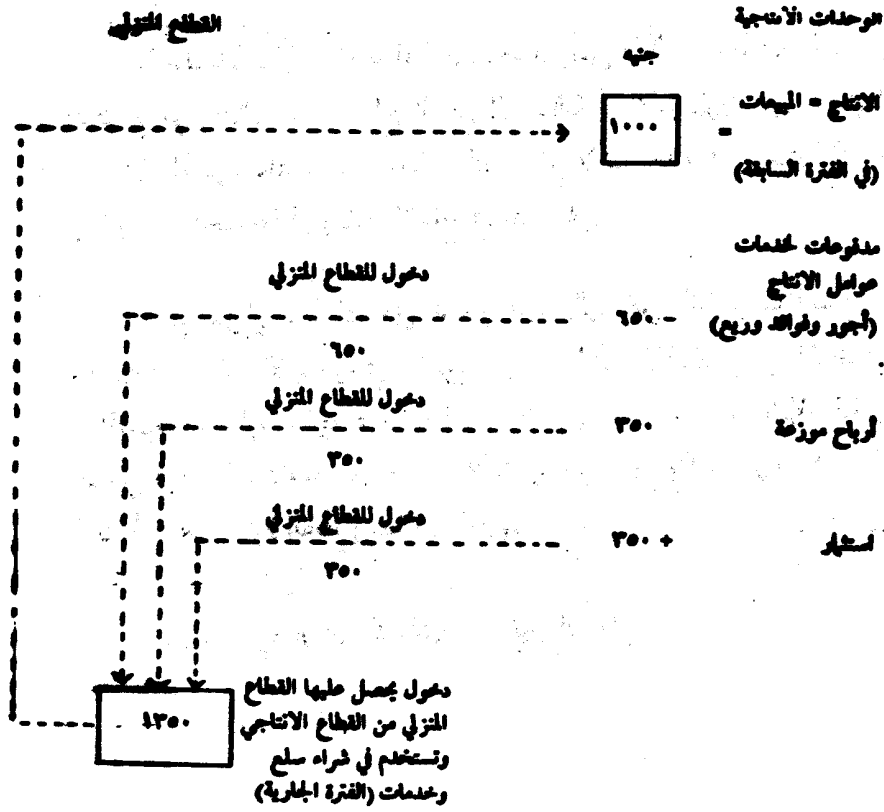 الوحدات الانتاجية
القطاع المنزلي
جنيه
الانتاج = المبيعات
= ١٠٠٠
(في الفترة السابقة)
مدفوعات لخدمات
عوامل الانتاج
(أجور وفوائد وريع)
- ٦٥٠
دخول للقطاع المنزلي
٦٥٠
أرباح موزعة
٣٥٠
دخول للقطاع المنزلي
٣٥٠
استثمار
+ ٣٥٠
دخول للقطاع المنزلي
٣٥٠
دخول يحصل عليها القطاع
المنزلي من القطاع الانتاجي
وتستخدم في شراء سلع
وخدمات (الفترة الجارية)
١٣٥٠